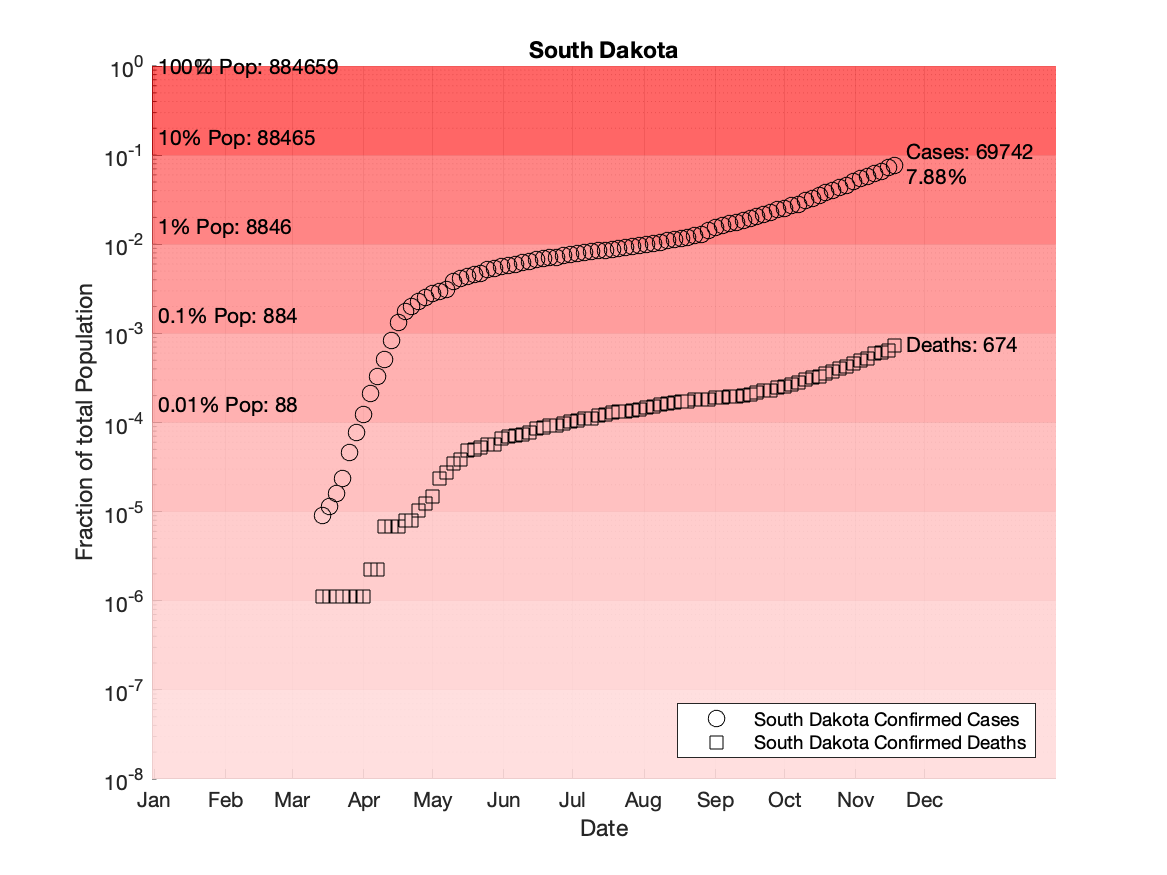 South Dakota
10^0
100% Pop: 884659
10% Pop: 88465
10^-1
Cases: 69742
7.88%
1% Pop: 8846
10^-2
0.1% Pop: 884
10^-3
Deaths: 674
0.01% Pop: 88
10^-4
10^-5
10^-6
10^-7
10^-8
Fraction of total Population
South Dakota Confirmed Cases
South Dakota Confirmed Deaths
Jan Feb Mar Apr May Jun Jul Aug Sep Oct Nov Dec
Date